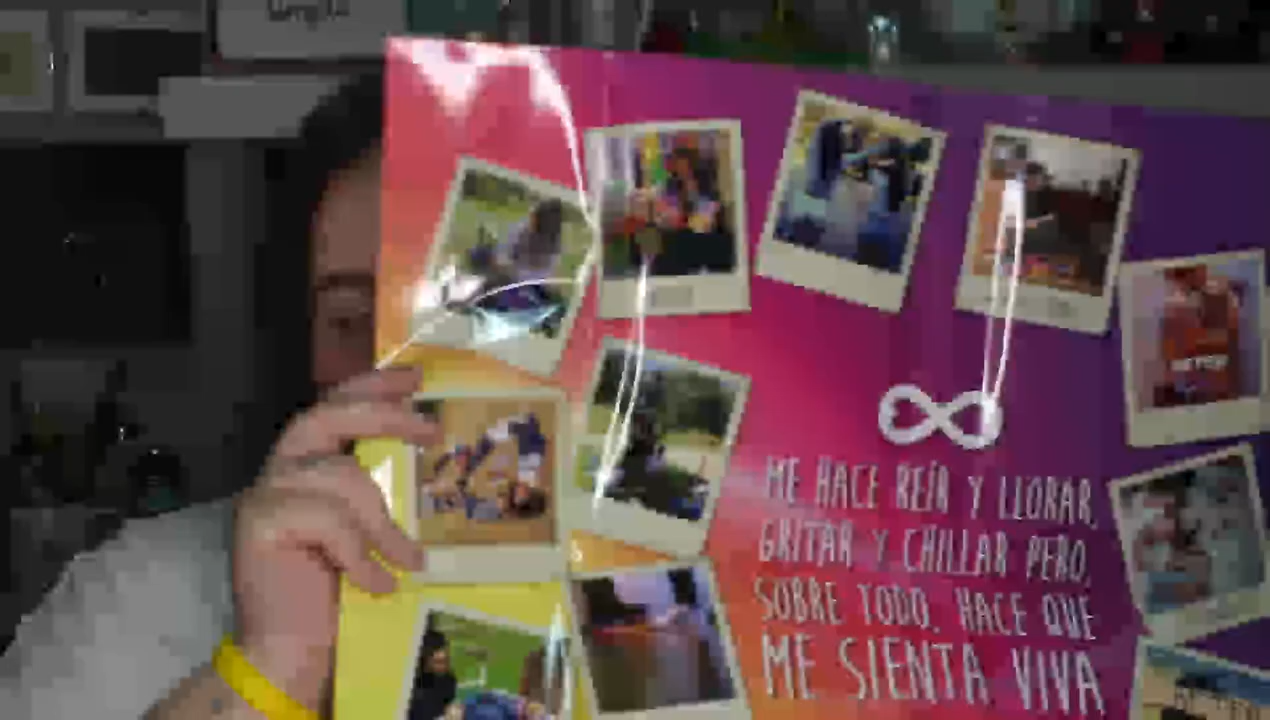 ME HACE REÍR Y LLORAR,
GRITAR Y CHILLAR PERO,
SOBRE TODO, HACE QUE
ME SIENTA VIVA